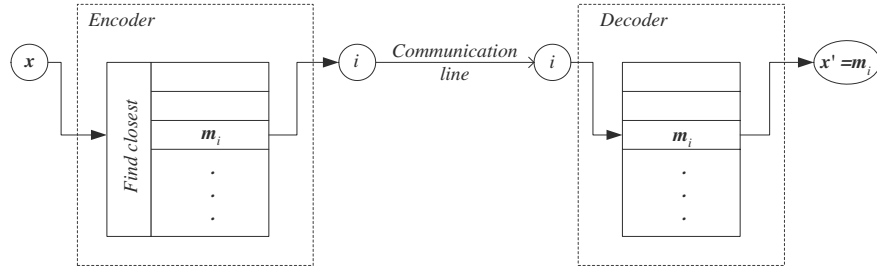 Encoder
Decoder
x
Find closest
m_i
.
.
.
i
Communication
line
i
m_i
.
.
.
x' =m_i